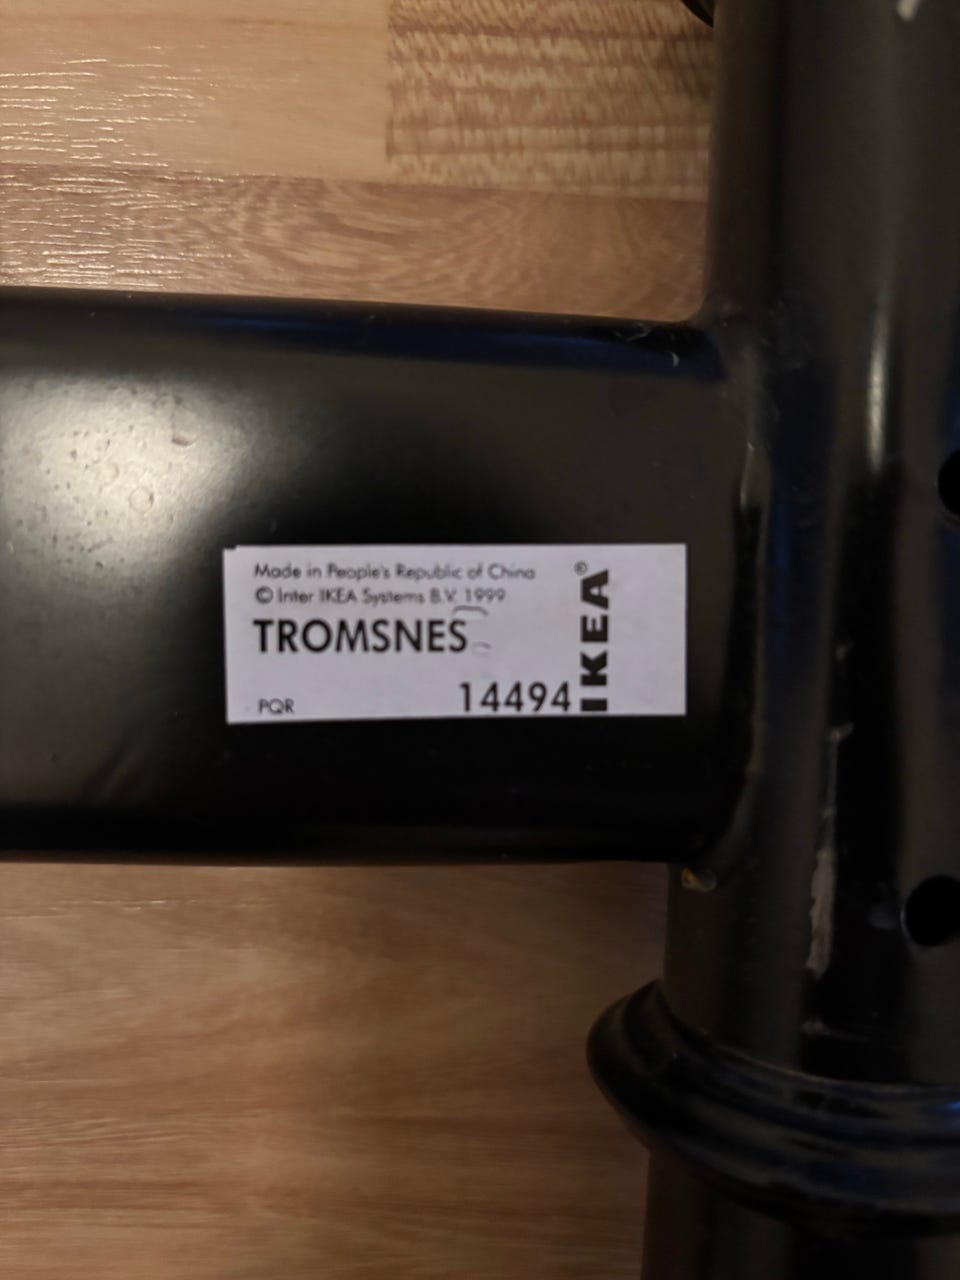 Made in People's Republic of China
© Inter IKEA Systems B.V. 1999
TROMSNES
PQR
14494
IKEA®